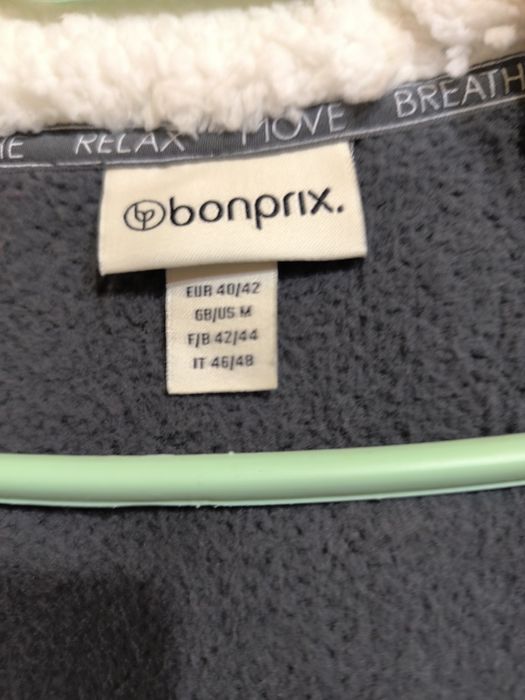 RELAX MOVE BREATH
bonprix.
EUR 40/42
GB/US M
F/B 42/44
IT 46/48